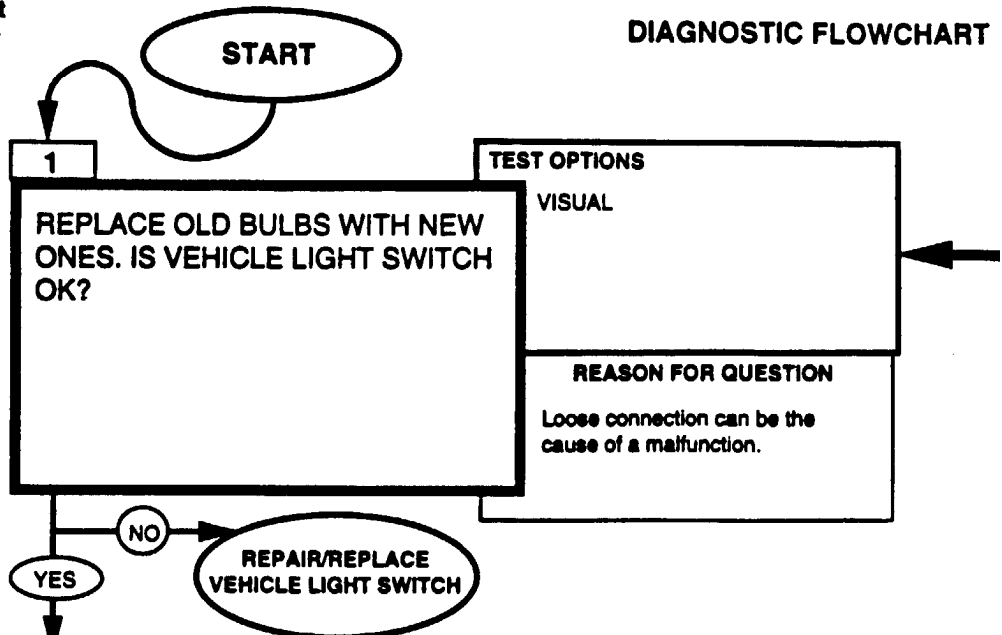 DIAGNOSTIC FLOWCHART
START
1
REPLACE OLD BULBS WITH NEW
ONES. IS VEHICLE LIGHT SWITCH
OK?
TEST OPTIONS
VISUAL
REASON FOR QUESTION
Loose connection can be the
cause of a malfunction.
NO
REPAIR/REPLACE
VEHICLE LIGHT SWITCH
YES